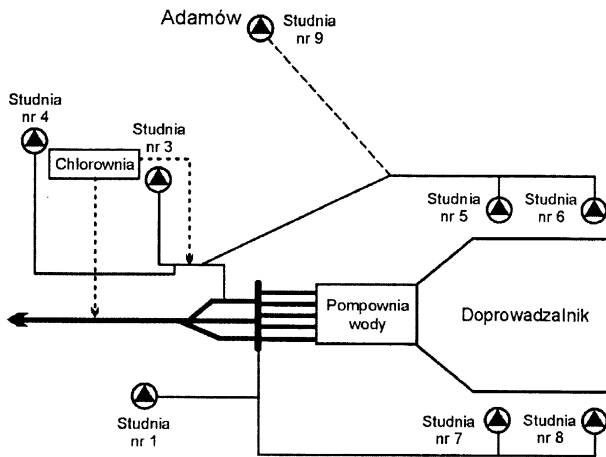 Adamów
Studnia
nr 9
Studnia
nr 4
Studnia
nr 3
Chlorownia
Studnia
nr 5
Studnia
nr 6
Pompownia
wody
Doprowadzalnik
Studnia
nr 1
Studnia
nr 7
Studnia
nr 8